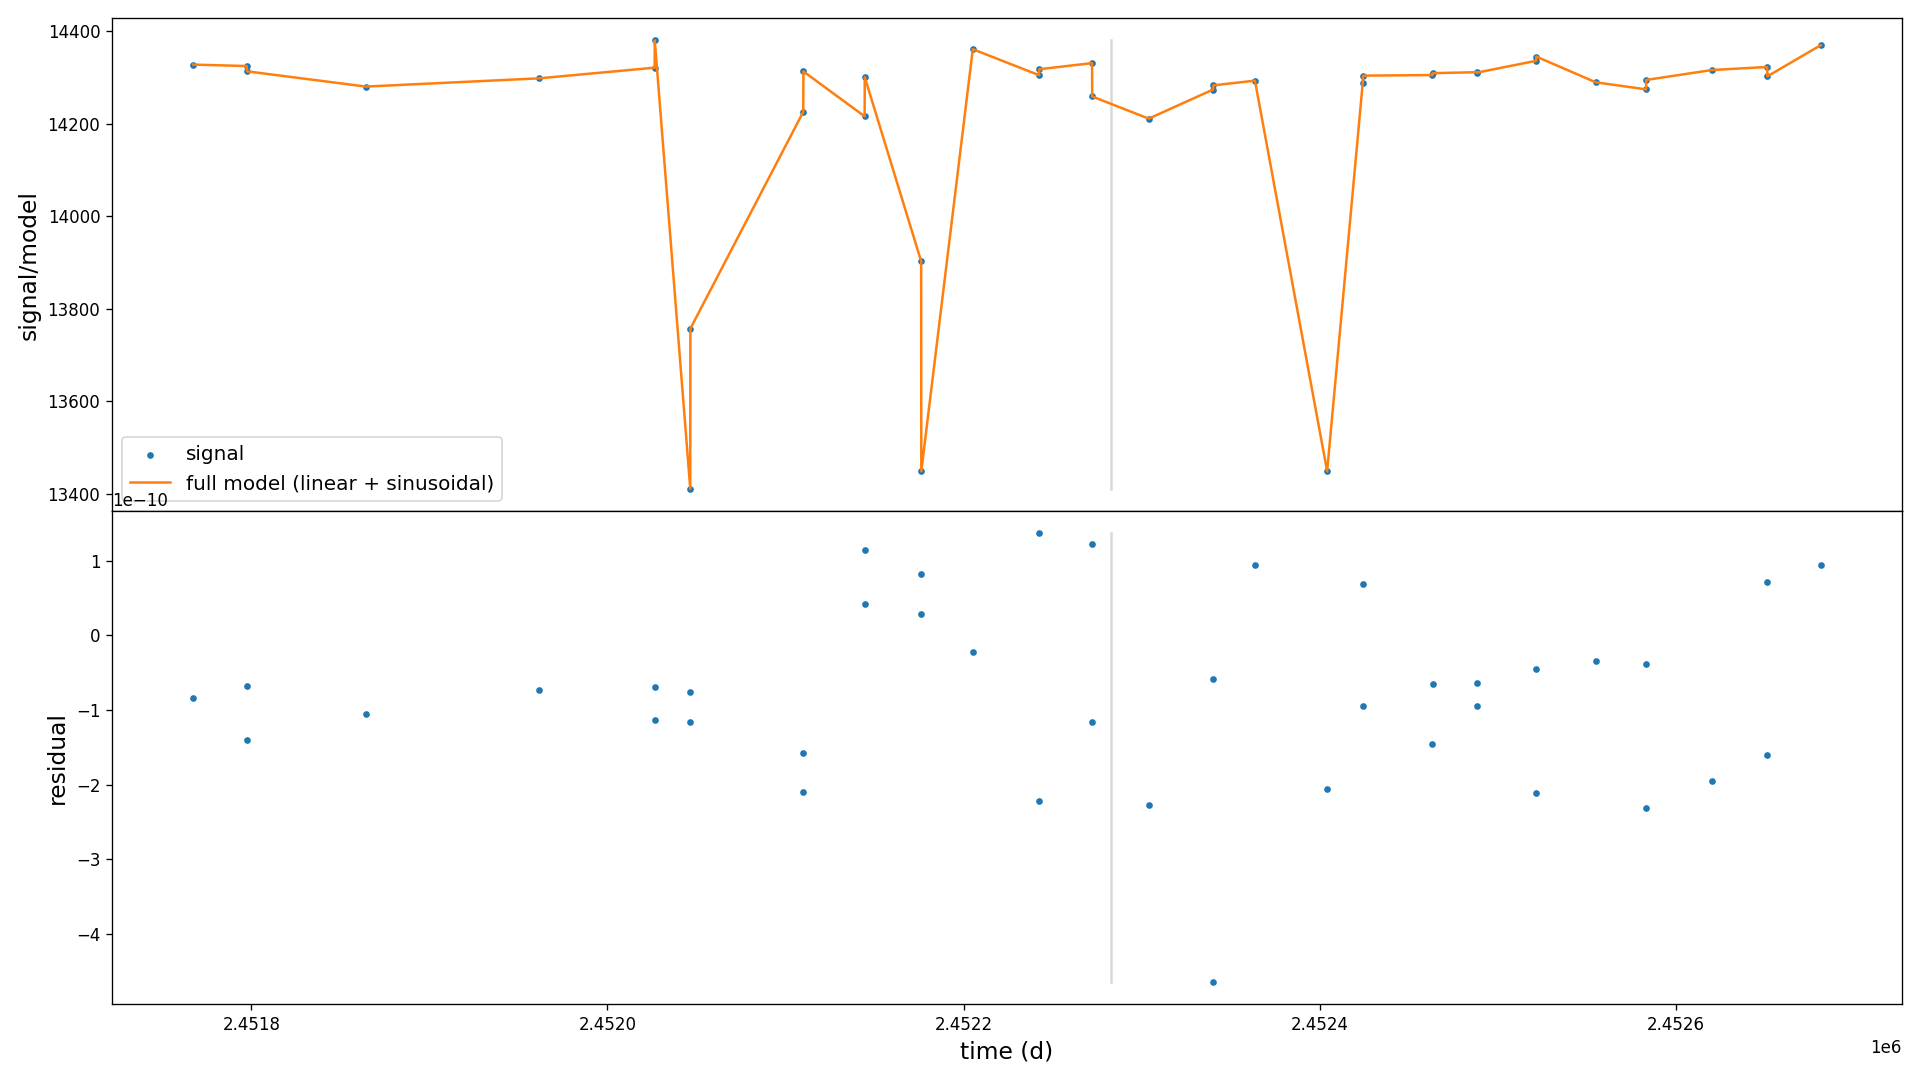 14400
14200
14000
13800
13600
13400
signal/model
signal
full model (linear + sinusoidal)
1e−10
1
0
−1
−2
−3
−4
residual
2.4518
2.4520
2.4522
2.4524
2.4526
time (d)
1e6